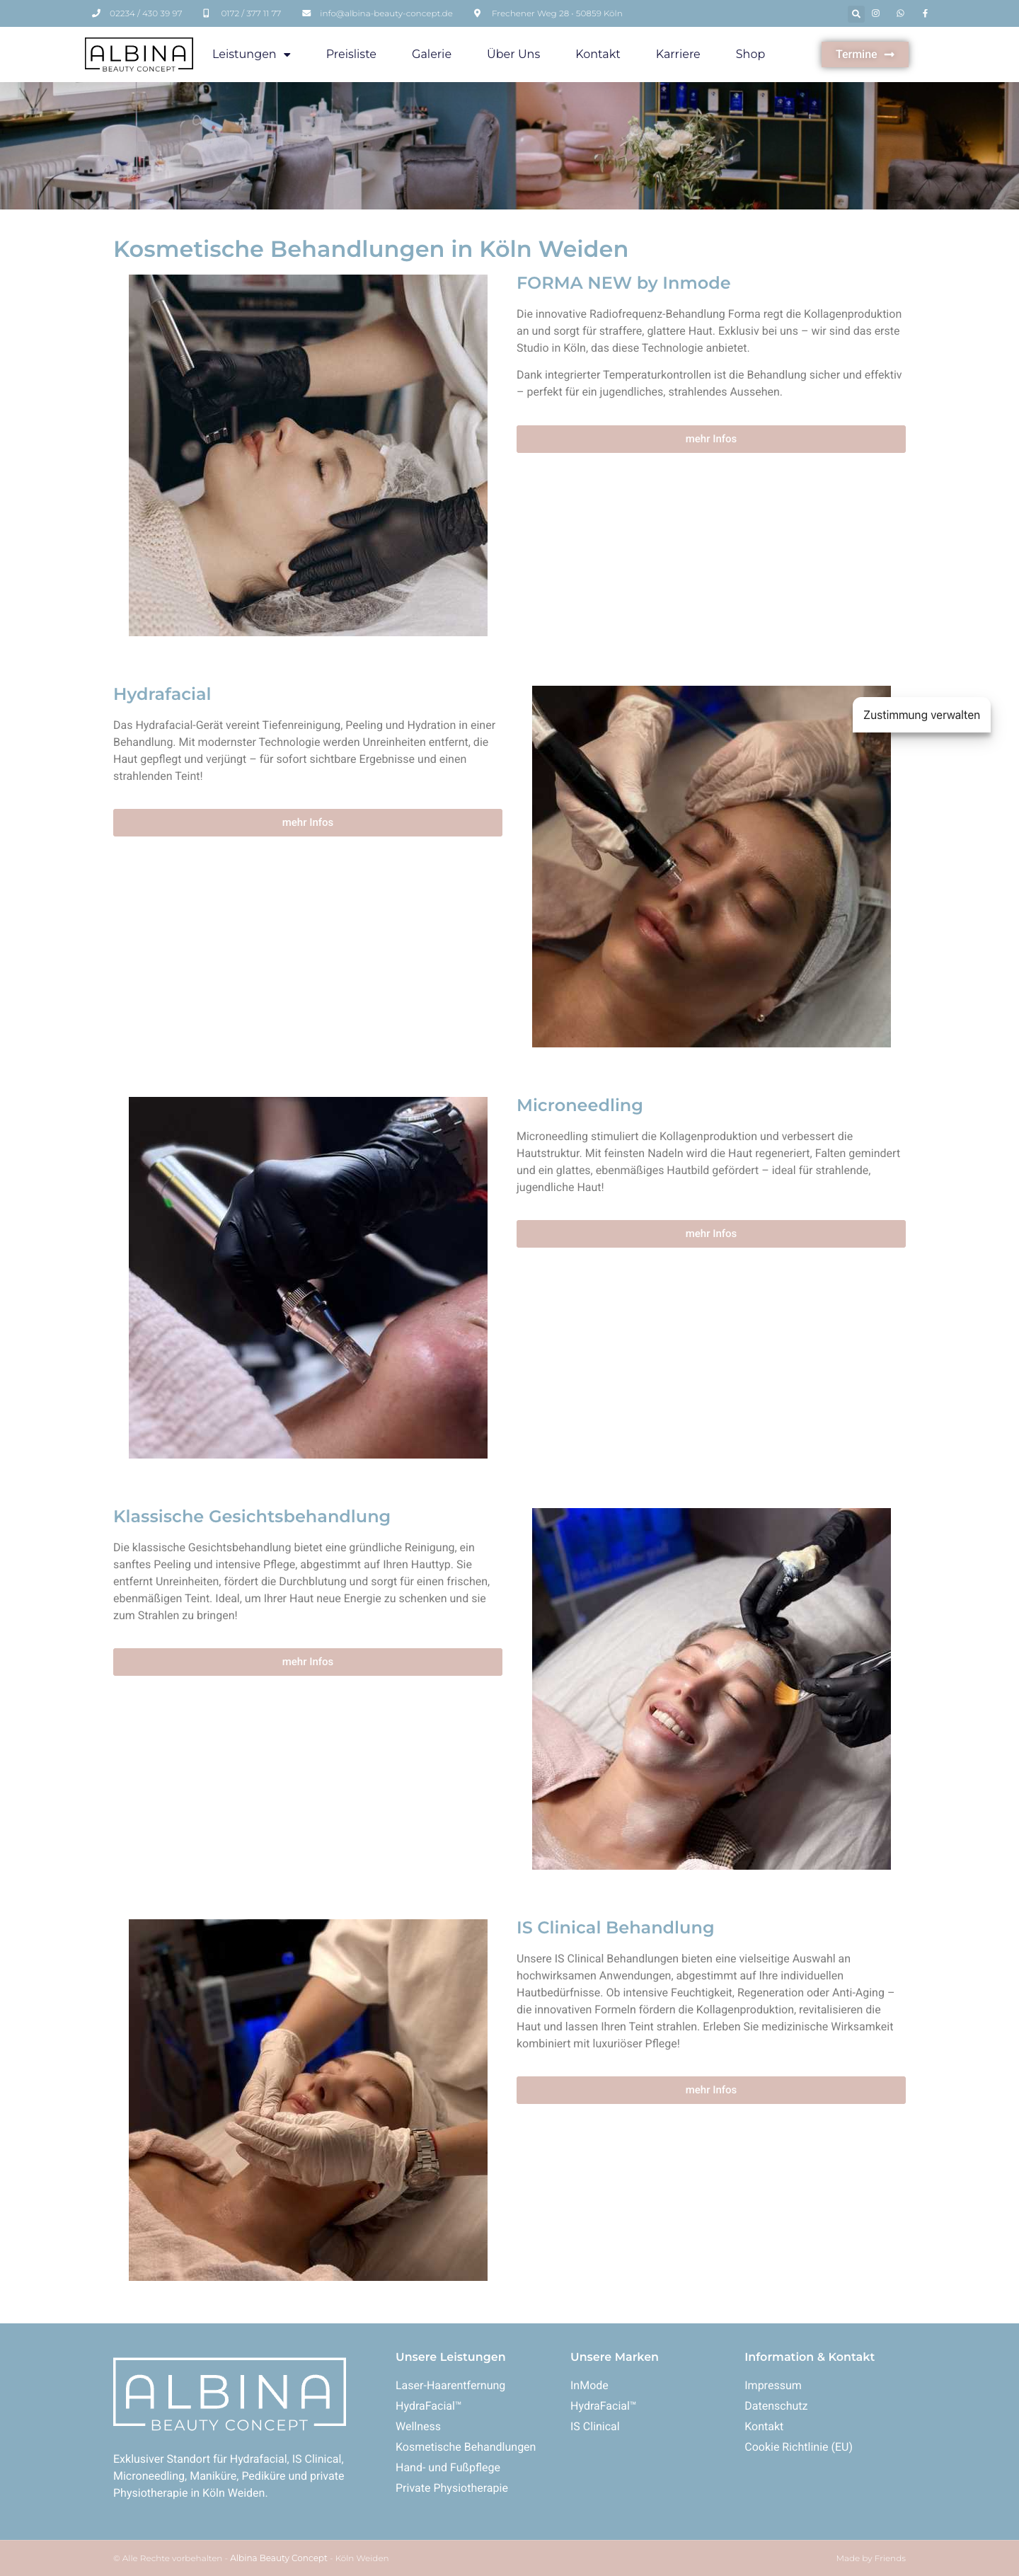 02234 / 430 39 97
0172 / 377 11 77
info@albina-beauty-concept.de
Frechener Weg 28 • 50859 Köln
ALBINA
BEAUTY CONCEPT
Leistungen
Preisliste
Galerie
Über Uns
Kontakt
Karriere
Shop
Termine
Kosmetische Behandlungen in Köln Weiden
FORMA NEW by Inmode
Die innovative Radiofrequenz-Behandlung Forma regt die Kollagenproduktion
an und sorgt für straffere, glattere Haut. Exklusiv bei uns – wir sind das erste
Studio in Köln, das diese Technologie anbietet.
Dank integrierter Temperaturkontrollen ist die Behandlung sicher und effektiv
– perfekt für ein jugendliches, strahlendes Aussehen.
mehr Infos
Hydrafacial
Das Hydrafacial-Gerät vereint Tiefenreinigung, Peeling und Hydration in einer
Behandlung. Mit modernster Technologie werden Unreinheiten entfernt, die
Haut gepflegt und verjüngt – für sofort sichtbare Ergebnisse und einen
strahlenden Teint!
mehr Infos
Zustimmung verwalten
Microneedling
Microneedling stimuliert die Kollagenproduktion und verbessert die
Hautstruktur. Mit feinsten Nadeln wird die Haut regeneriert, Falten gemindert
und ein glattes, ebenmäßiges Hautbild gefördert – ideal für strahlende,
jugendliche Haut!
mehr Infos
Klassische Gesichtsbehandlung
Die klassische Gesichtsbehandlung bietet eine gründliche Reinigung, ein
sanftes Peeling und intensive Pflege, abgestimmt auf Ihren Hauttyp. Sie
entfernt Unreinheiten, fördert die Durchblutung und sorgt für einen frischen,
ebenmäßigen Teint. Ideal, um Ihrer Haut neue Energie zu schenken und sie
zum Strahlen zu bringen!
mehr Infos
IS Clinical Behandlung
Unsere IS Clinical Behandlungen bieten eine vielseitige Auswahl an
hochwirksamen Anwendungen, abgestimmt auf Ihre individuellen
Hautbedürfnisse. Ob intensive Feuchtigkeit, Regeneration oder Anti-Aging –
die innovativen Formeln fördern die Kollagenproduktion, revitalisieren die
Haut und lassen Ihren Teint strahlen. Erleben Sie medizinische Wirksamkeit
kombiniert mit luxuriöser Pflege!
mehr Infos
ALBINA
BEAUTY CONCEPT
Exklusiver Standort für Hydrafacial, IS Clinical,
Microneedling, Maniküre, Pediküre und private
Physiotherapie in Köln Weiden.
Unsere Leistungen
Laser-Haarentfernung
HydraFacial™
Wellness
Kosmetische Behandlungen
Hand- und Fußpflege
Private Physiotherapie
Unsere Marken
InMode
HydraFacial™
IS Clinical
Information & Kontakt
Impressum
Datenschutz
Kontakt
Cookie Richtlinie (EU)
© Alle Rechte vorbehalten - Albina Beauty Concept - Köln Weiden
Made by Friends